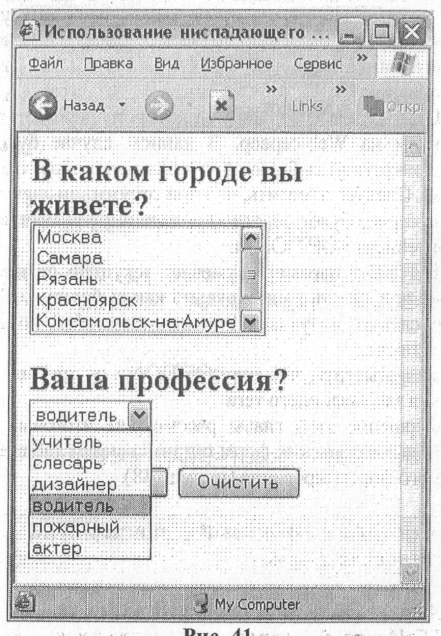 Использование ниспадающего ...
Файл Правка Вид Избранное Сервис »
Назад » Links » Откр
В каком городе вы
живете?
Москва
Самара
Рязань
Красноярск
Комсомольск-на-Амуре
Ваша профессия?
водитель
учитель
слесарь
дизайнер
водитель
пожарный
актер
Очистить
My Computer
Рис. 41